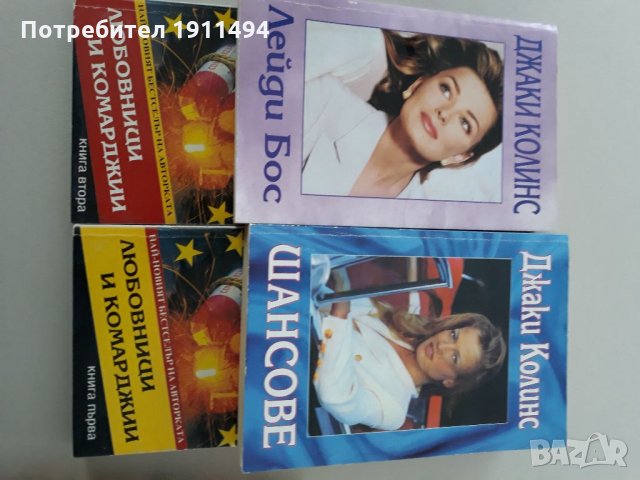 Потребител 1911494
НАЙ-НОВИЯТ БЕСТСЕЛЪР НА АВТОРКАТА
ЛЮБОВНИЦИ
И КОМАРДЖИИ
книга втора
ДЖАКИ КОЛИНС
Лейди Бос
НАЙ-НОВИЯТ БЕСТСЕЛЪР НА АВТОРКАТА
ЛЮБОВНИЦИ
И КОМАРДЖИИ
книга първа
Джаки Колинс
ШАНСОВЕ
BAZAR